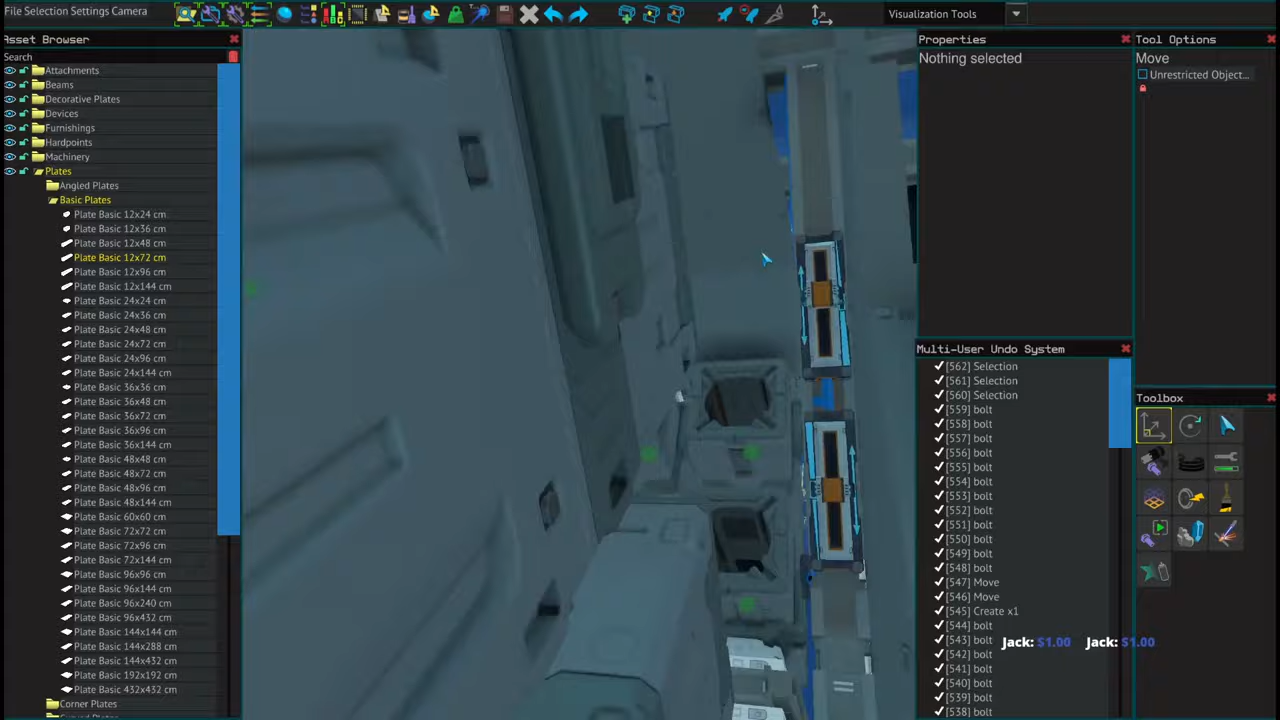 File Selection Settings Camera
Visualization Tools
Asset Browser
Search
Attachments
Beams
Decorative Plates
Devices
Furnishings
Hardpoints
Machinery
Plates
Angled Plates
Basic Plates
Plate Basic 12x24 cm
Plate Basic 12x36 cm
Plate Basic 12x48 cm
Plate Basic 12x72 cm
Plate Basic 12x96 cm
Plate Basic 12x144 cm
Plate Basic 24x24 cm
Plate Basic 24x36 cm
Plate Basic 24x48 cm
Plate Basic 24x72 cm
Plate Basic 24x96 cm
Plate Basic 24x144 cm
Plate Basic 36x36 cm
Plate Basic 36x48 cm
Plate Basic 36x72 cm
Plate Basic 36x96 cm
Plate Basic 36x144 cm
Plate Basic 48x48 cm
Plate Basic 48x72 cm
Plate Basic 48x96 cm
Plate Basic 48x144 cm
Plate Basic 60x60 cm
Plate Basic 72x72 cm
Plate Basic 72x96 cm
Plate Basic 72x144 cm
Plate Basic 96x96 cm
Plate Basic 96x144 cm
Plate Basic 96x240 cm
Plate Basic 96x432 cm
Plate Basic 144x144 cm
Plate Basic 144x288 cm
Plate Basic 144x432 cm
Plate Basic 192x192 cm
Plate Basic 432x432 cm
Corner Plates
Properties
Nothing selected
Tool Options
Move
Unrestricted Object...
Multi-User Undo System
[562] Selection
[561] Selection
[560] Selection
[559] bolt
[558] bolt
[557] bolt
[556] bolt
[555] bolt
[554] bolt
[553] bolt
[552] bolt
[551] bolt
[550] bolt
[549] bolt
[548] bolt
[547] Move
[546] Move
[545] Create x1
[544] bolt
[543] bolt
[542] bolt
[541] bolt
[540] bolt
[539] bolt
[538] bolt
Toolbox
Jack: $1.00 Jack: $1.00